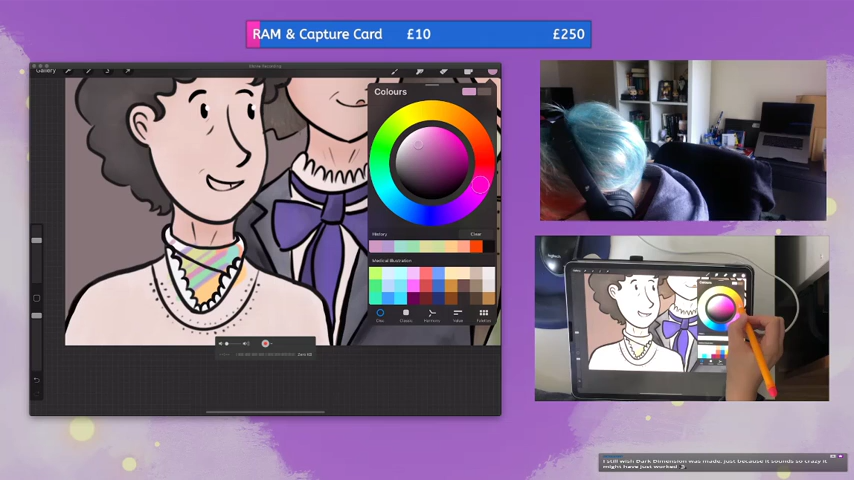 RAM & Capture Card £10 £250
Gallery
Colours
History Clear
Medical Illustration
Disc Classic Harmony Value Palettes
I still wish Dark Dimension was made, just because it sounds so crazy it
might have just worked